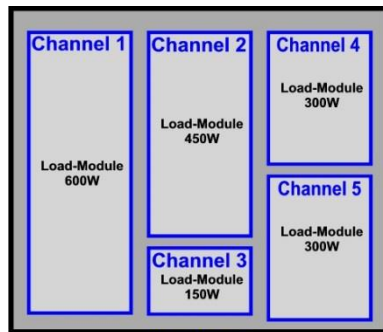 Channel 1
Load-Module
600W
Channel 2
Load-Module
450W
Channel 3
Load-Module
150W
Channel 4
Load-Module
300W
Channel 5
Load-Module
300W